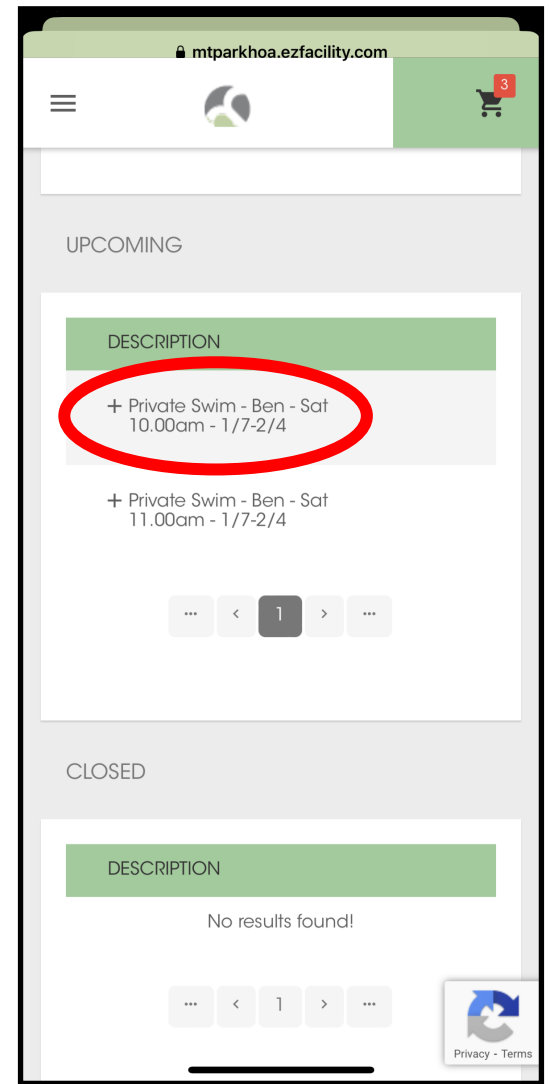 mtparkhoa.ezfacility.com
3
UPCOMING
DESCRIPTION
+ Private Swim - Ben - Sat
10.00am - 1/7-2/4
+ Private Swim - Ben - Sat
11.00am - 1/7-2/4
... < 1 > ...
CLOSED
DESCRIPTION
No results found!
... < 1 > ...
Privacy - Terms